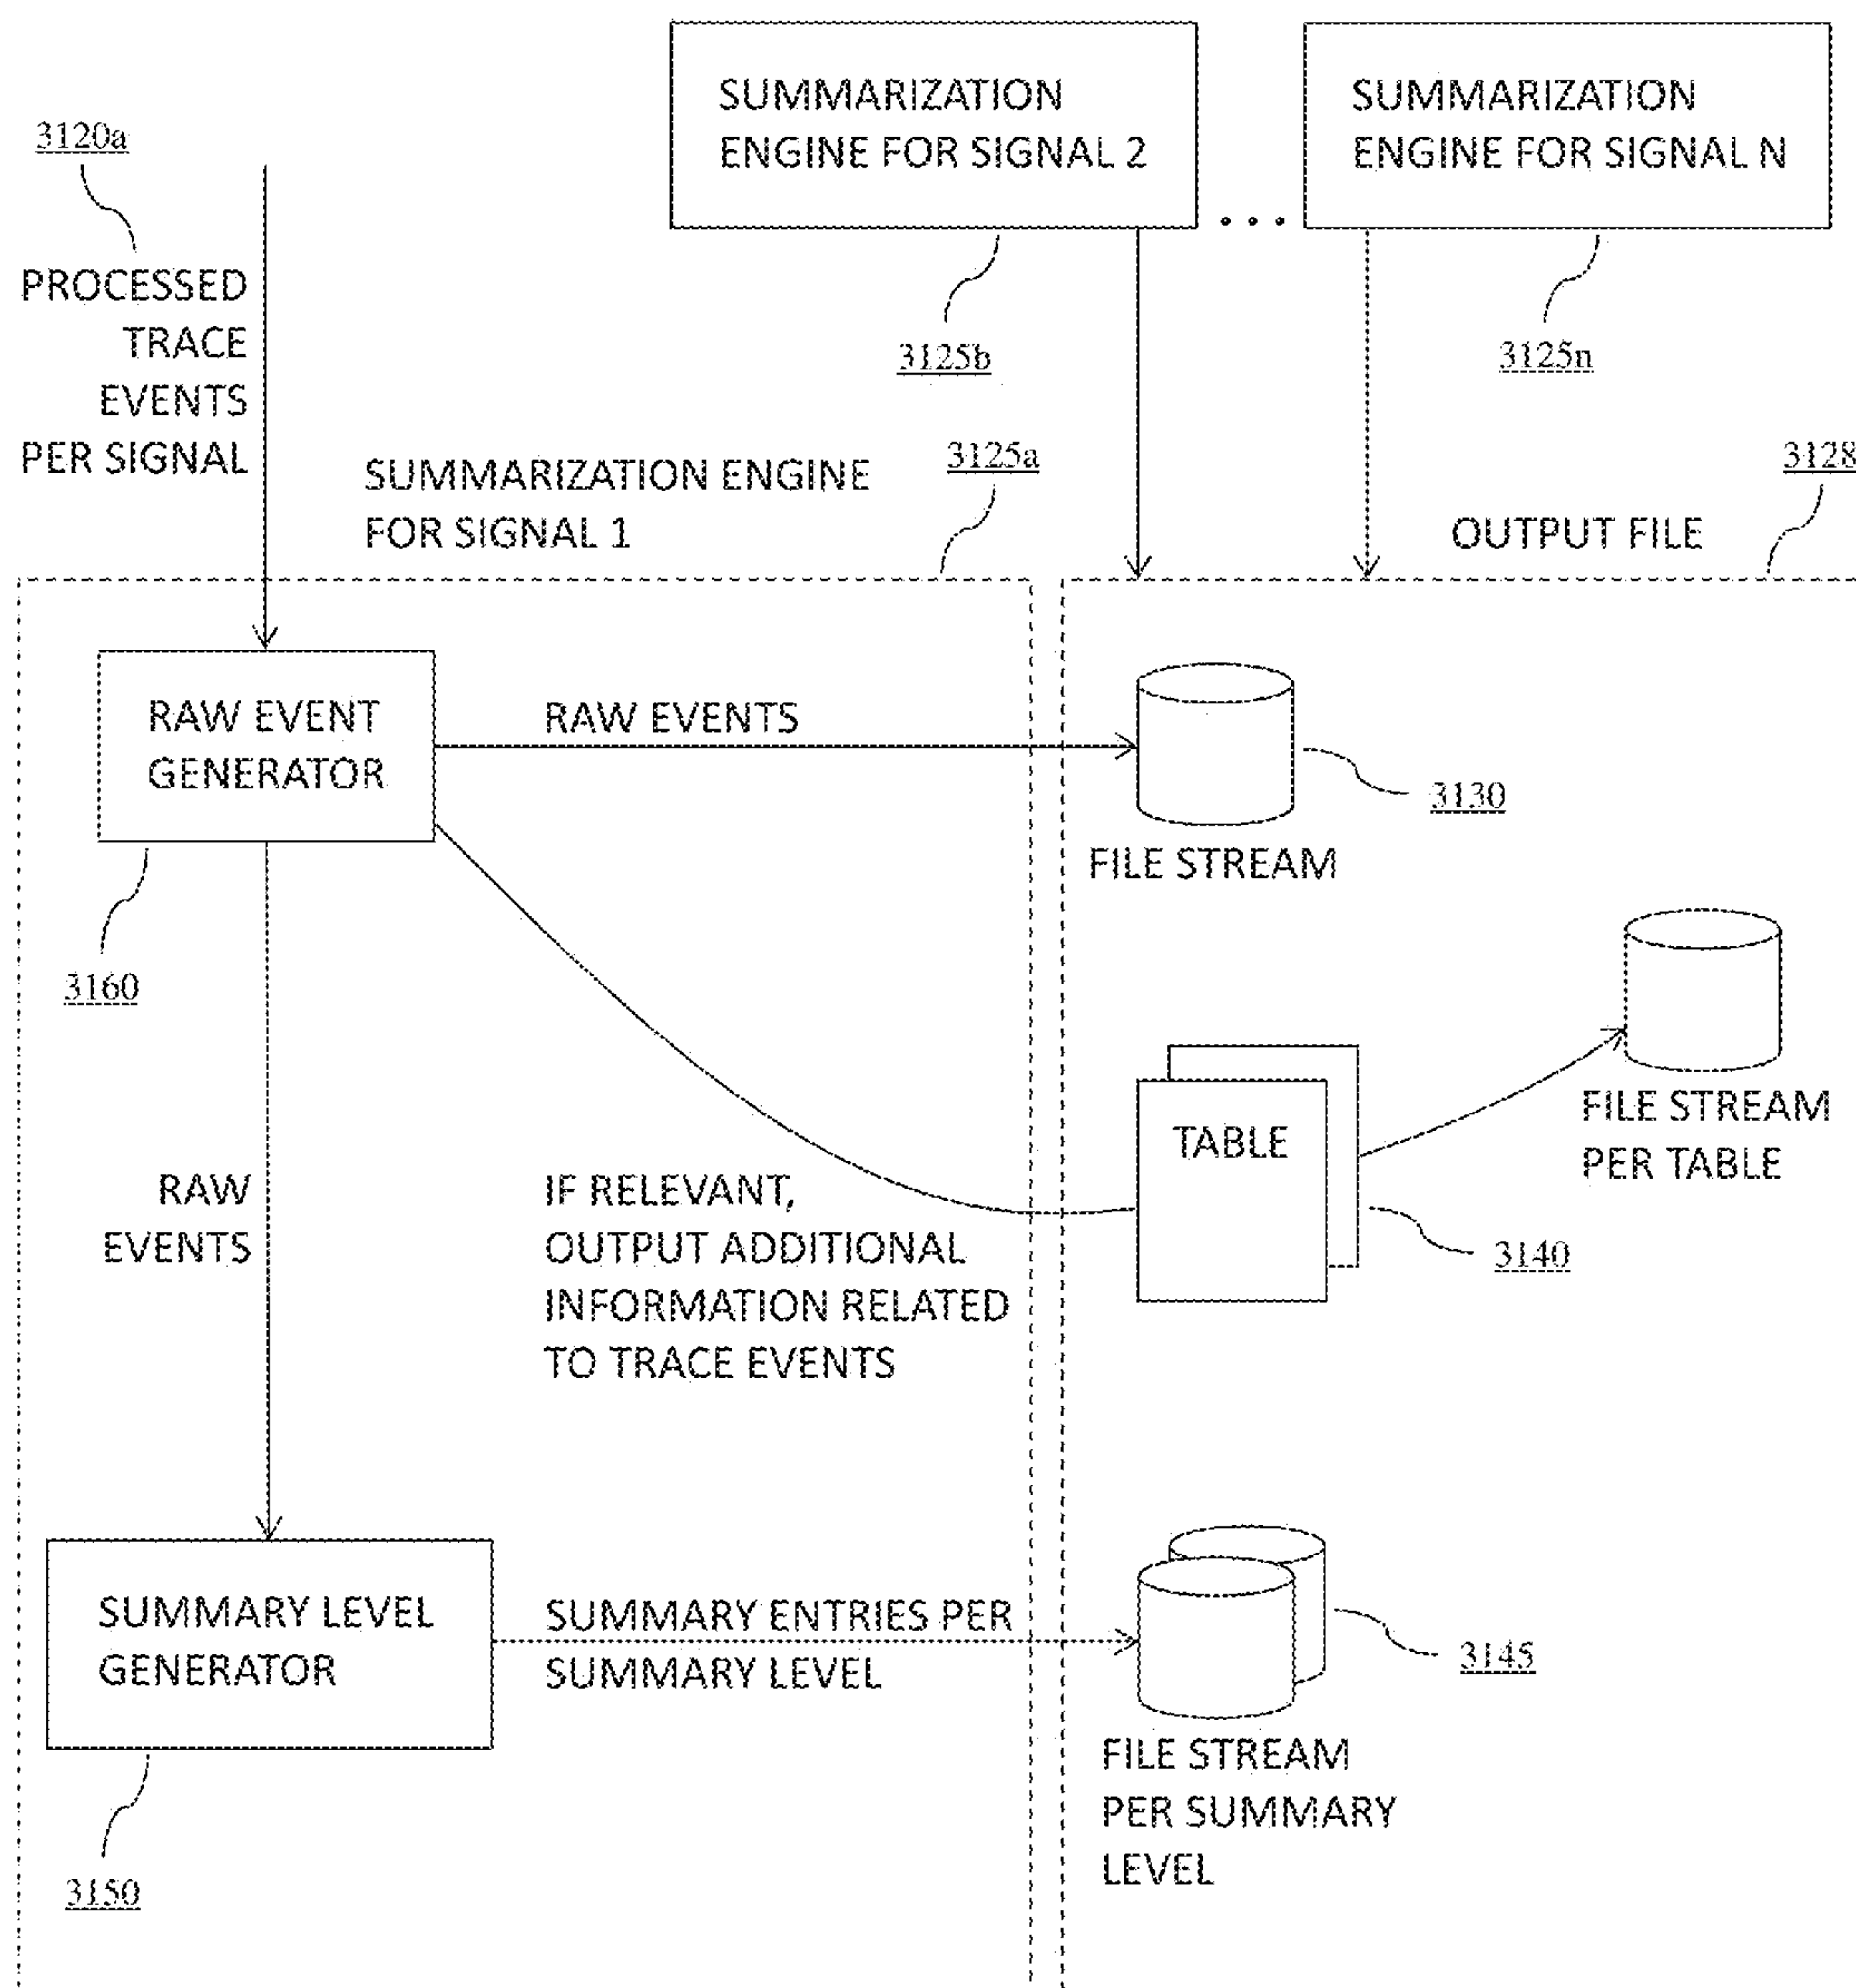 SUMMARIZATION
ENGINE FOR SIGNAL 2
SUMMARIZATION
ENGINE FOR SIGNAL N
...
3120a
PROCESSED
TRACE
EVENTS
PER SIGNAL
3125b
3125n
SUMMARIZATION ENGINE
FOR SIGNAL 1
3125a
OUTPUT FILE
3128
RAW EVENT
GENERATOR
RAW EVENTS
3130
FILE STREAM
3160
FILE STREAM
PER TABLE
TABLE
3140
RAW
EVENTS
IF RELEVANT,
OUTPUT ADDITIONAL
INFORMATION RELATED
TO TRACE EVENTS
SUMMARY LEVEL
GENERATOR
SUMMARY ENTRIES PER
SUMMARY LEVEL
3145
FILE STREAM
PER SUMMARY
LEVEL
3150